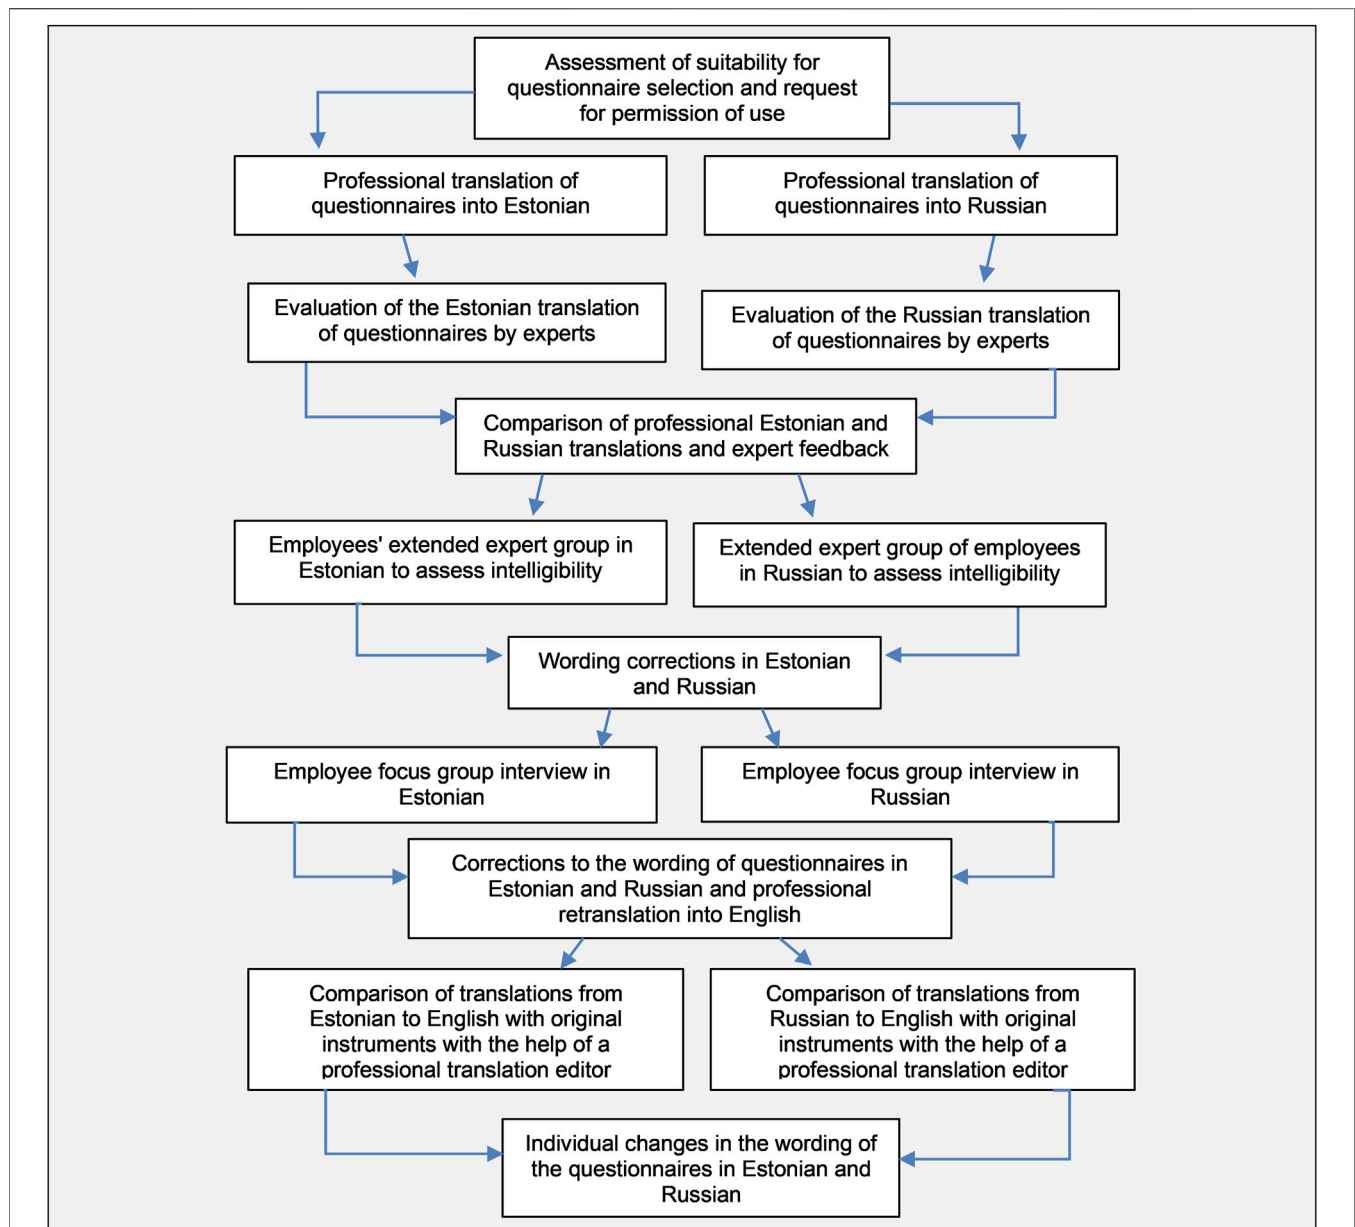 Assessment of suitability for
questionnaire selection and request
for permission of use
Professional translation of
questionnaires into Estonian
Professional translation of
questionnaires into Russian
Evaluation of the Estonian translation
of questionnaires by experts
Evaluation of the Russian translation
of questionnaires by experts
Comparison of professional Estonian and
Russian translations and expert feedback
Employees' extended expert group in
Estonian to assess intelligibility
Extended expert group of employees
in Russian to assess intelligibility
Wording corrections in Estonian
and Russian
Employee focus group interview in
Estonian
Employee focus group interview in
Russian
Corrections to the wording of questionnaires in
Estonian and Russian and professional
retranslation into English
Comparison of translations from
Estonian to English with original
instruments with the help of a
professional translation editor
Comparison of translations from
Russian to English with original
instruments with the help of a
professional translation editor
Individual changes in the wording of
the questionnaires in Estonian and
Russian